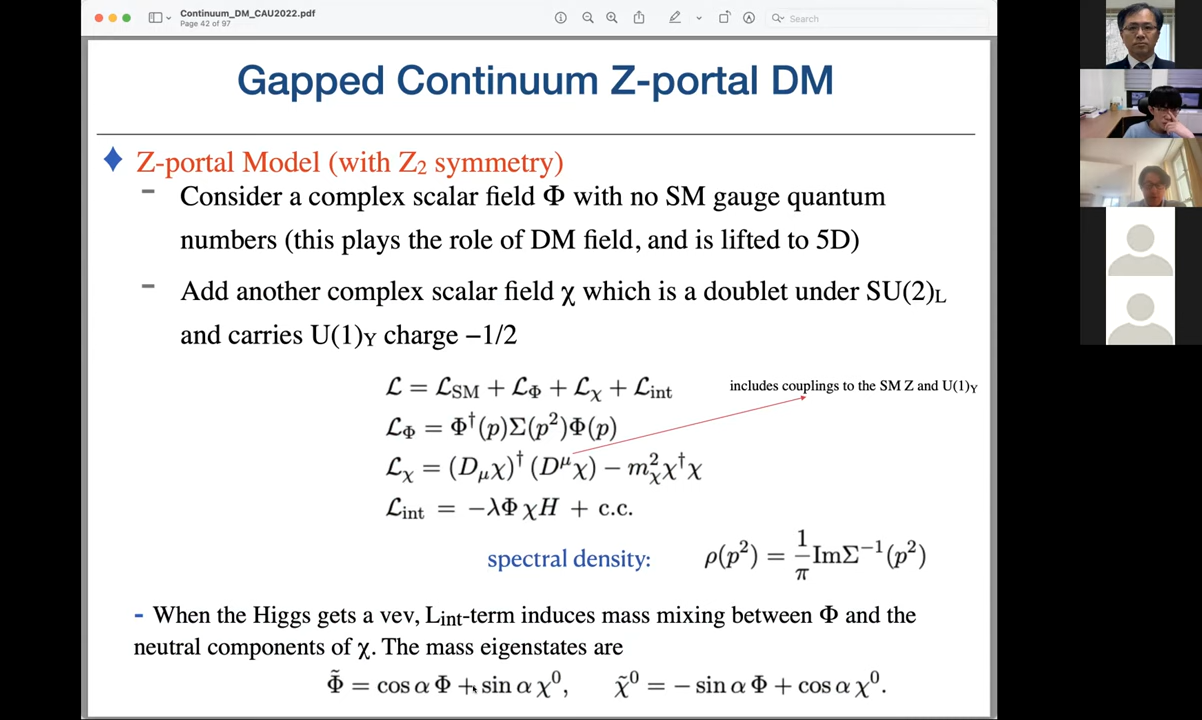 Continuum_DM_CAU2022.pdf
Page 42 of 97
Search
Gapped Continuum Z-portal DM
Z-portal Model (with Z₂ symmetry)
- Consider a complex scalar field Φ with no SM gauge quantum
numbers (this plays the role of DM field, and is lifted to 5D)
- Add another complex scalar field χ which is a doublet under SU(2)L
and carries U(1)Y charge −1/2
ℒ = ℒSM + ℒΦ + ℒχ + ℒint
includes couplings to the SM Z and U(1)Y
ℒΦ = Φ†(p)Σ(p²)Φ(p)
ℒχ = (Dμχ)† (D^μχ) − m²χ χ†χ
ℒint = −λΦχH + c.c.
spectral density: ρ(p²) = 1/π ImΣ⁻¹(p²)
- When the Higgs gets a vev, Lint-term induces mass mixing between Φ and the
neutral components of χ. The mass eigenstates are
Φ̃ = cos α Φ + sin α χ⁰, χ̃⁰ = − sin α Φ + cos α χ⁰.